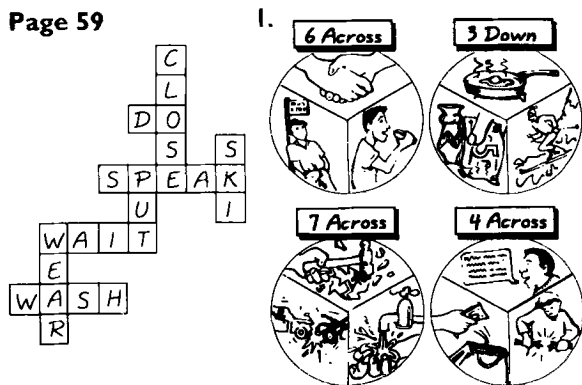 Page 59
C
L
D O
S S
S P E A K
U I
W A I T
E
W A S H
R
1.
6 Across
3 Down
7 Across
4 Across